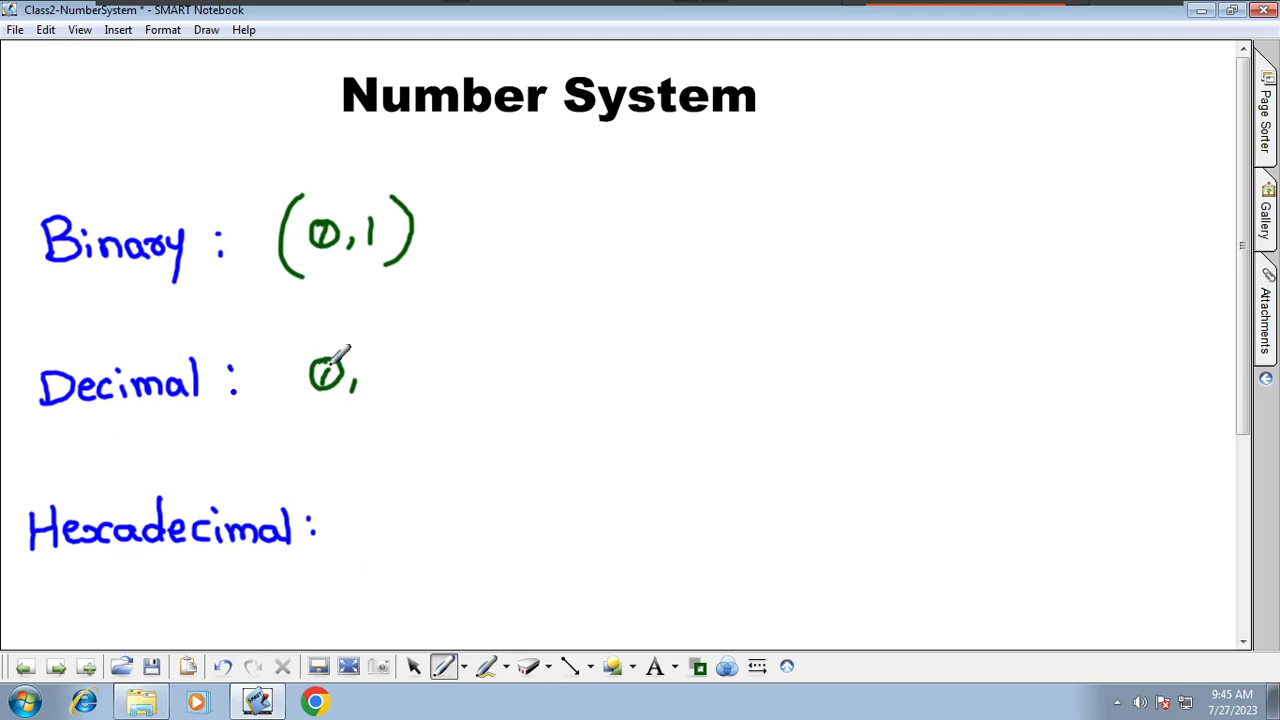 Class2-NumberSystem * - SMART Notebook
File Edit View Insert Format Draw Help
Number System
Binary : (0,1)
Decimal : 0,
Hexadecimal :
Page Sorter
Gallery
Attachments
9:45 AM
7/27/2023